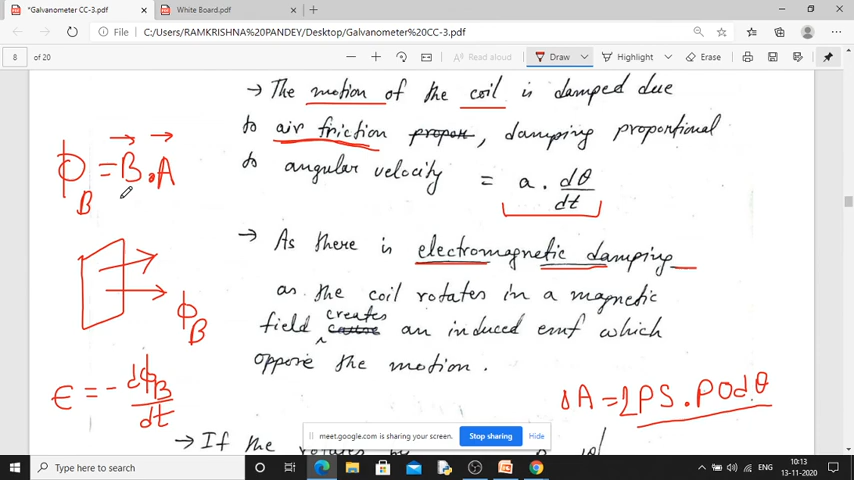 *Galvanometer CC-3.pdf
White Board.pdf
File | C:/Users/RAMKRISHNA PANDEY/Desktop/Galvanometer%20CC-3.pdf
8 of 20
Read aloud
Draw
Highlight
Erase
→ The motion of the coil is damped due
to air friction propor, damping proportional
to angular velocity = a . dθ/dt
ϕB = B⃗ . A⃗
→ As there is electromagnetic damping
as the coil rotates in a magnetic
field creates an induced emf which
oppose the motion.
ϕB
ε = - dϕB/dt
dA = 2PS . POdθ
→ If the rotates by
meet.google.com is sharing your screen.
Stop sharing
Hide
Type here to search
ENG
10:13
13-11-2020